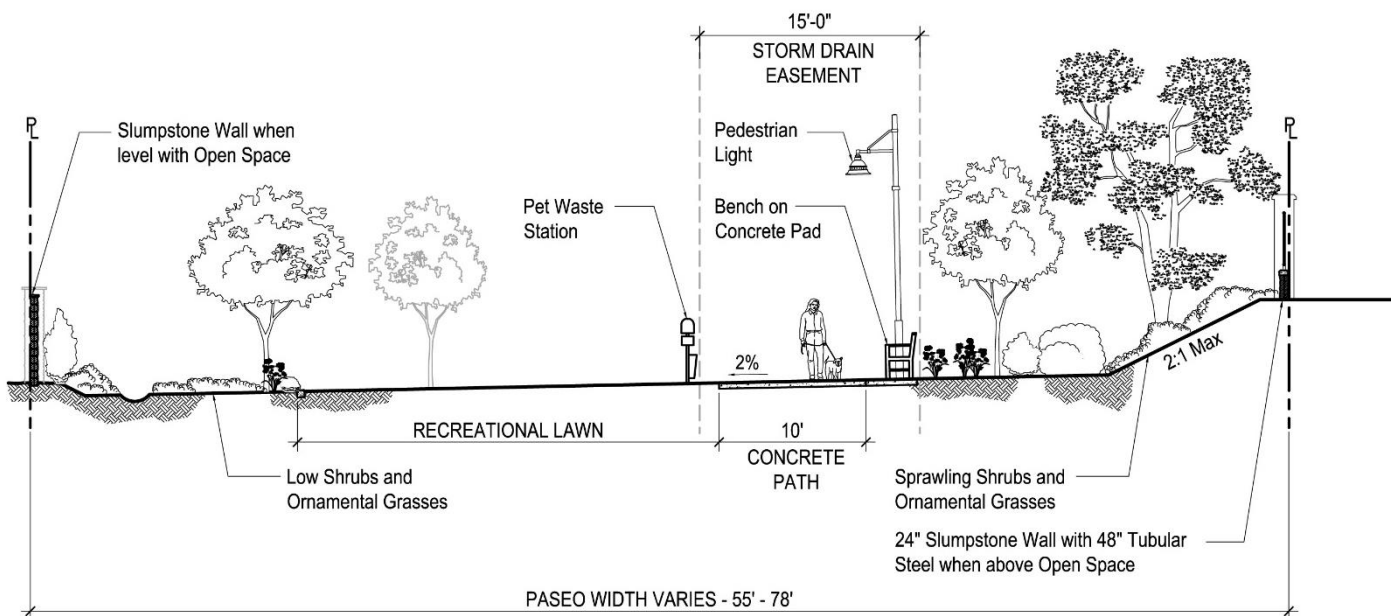 15'-0"
STORM DRAIN
EASEMENT
PL
Slumpstone Wall when
level with Open Space
Pedestrian
Light
PL
Pet Waste
Station
Bench on
Concrete Pad
2%
2:1 Max
RECREATIONAL LAWN
10'
CONCRETE
PATH
Low Shrubs and
Ornamental Grasses
Sprawling Shrubs and
Ornamental Grasses
24" Slumpstone Wall with 48" Tubular
Steel when above Open Space
PASEO WIDTH VARIES - 55' - 78'